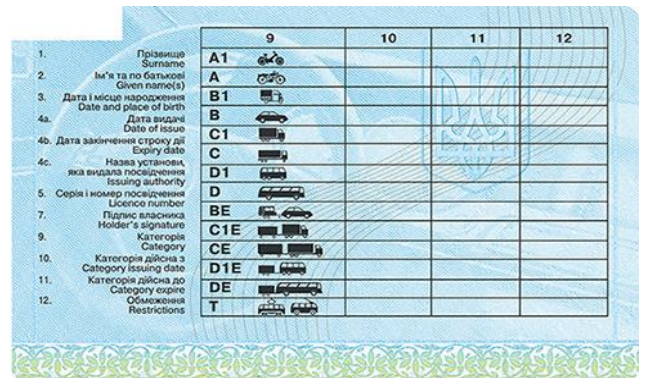 9 10 11 12
1. Прізвище
Surname
2. Ім'я та по батькові
Given name(s)
3. Дата і місце народження
Date and place of birth
4a. Дата видачі
Date of issue
4b. Дата закінчення строку дії
Expiry date
4c. Назва установи,
яка видала посвідчення
Issuing authority
5. Серія і номер посвідчення
Licence number
7. Підпис власника
Holder's signature
9. Категорія
Category
10. Категорія дійсна з
Category issuing date
11. Категорія дійсна до
Category expire
12. Обмеження
Restrictions
A1
A
B1
B
C1
C
D1
D
BE
C1E
CE
D1E
DE
T